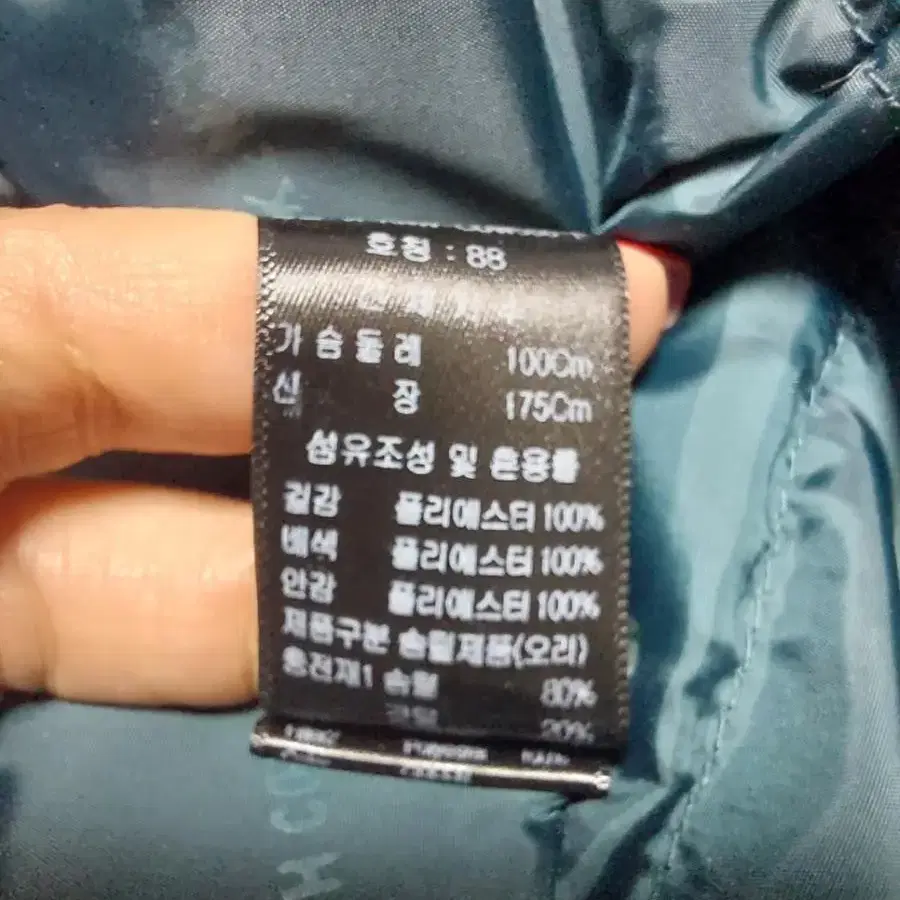 호칭 : 88
가슴둘레 100Cm
신 장 175Cm
섬유조성 및 혼용률
겉감 폴리에스터 100%
배색 폴리에스터 100%
안감 폴리에스터 100%
제품구분 솜털제품(오리)
충전재1 솜털 80%
깃털 20%